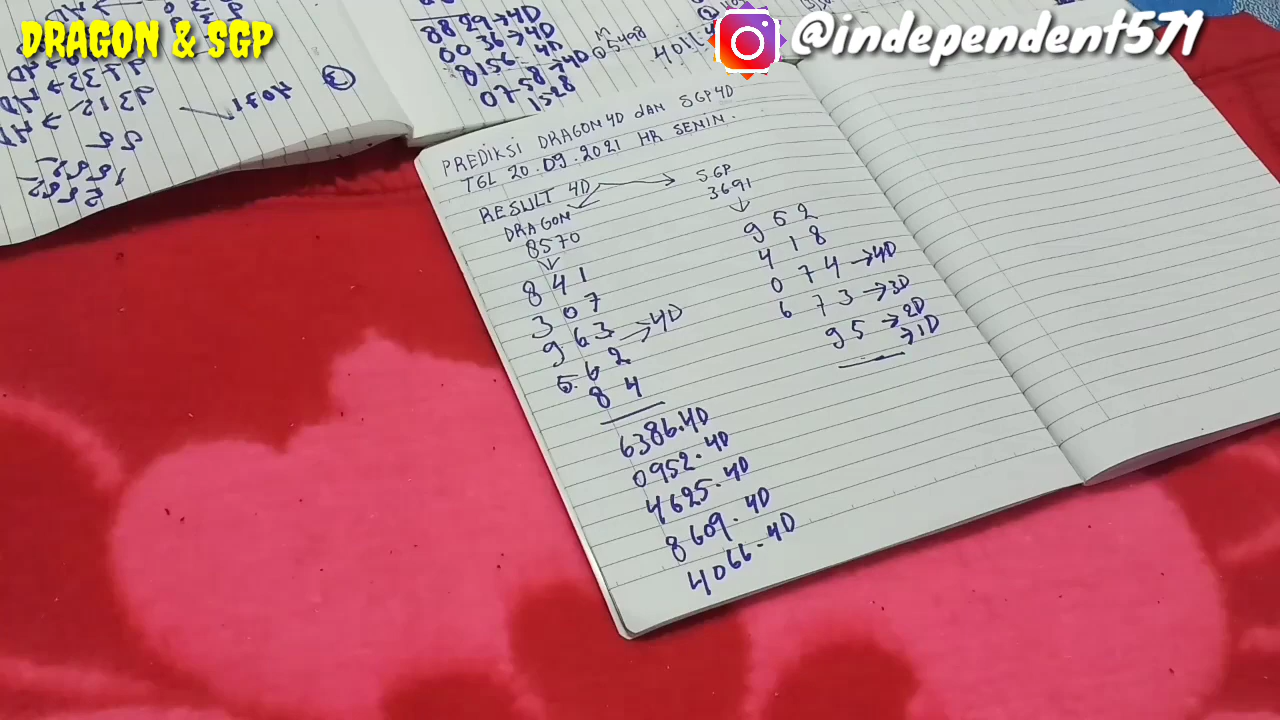 DRAGON & SGP
@independent571
8829→4D
0036→4D
8156 4D
0758→4D
1528
05498
4011
PREDIKSI DRAGON 4D dAN SGP 4D
TGL 20.09.2021 HR SENIN.
RESULT 4D
DRAGON
8570
8 4 1
3 0 7
9 6 3 →4D
5 6 2
8 4
6386.4D
0952.4D
4625.4D
8609.4D
4066.4D
SGP
3691
9 5 2
4 1 8
0 7 4 →4D
6 7 3 →3D
9 5 →2D
→1D